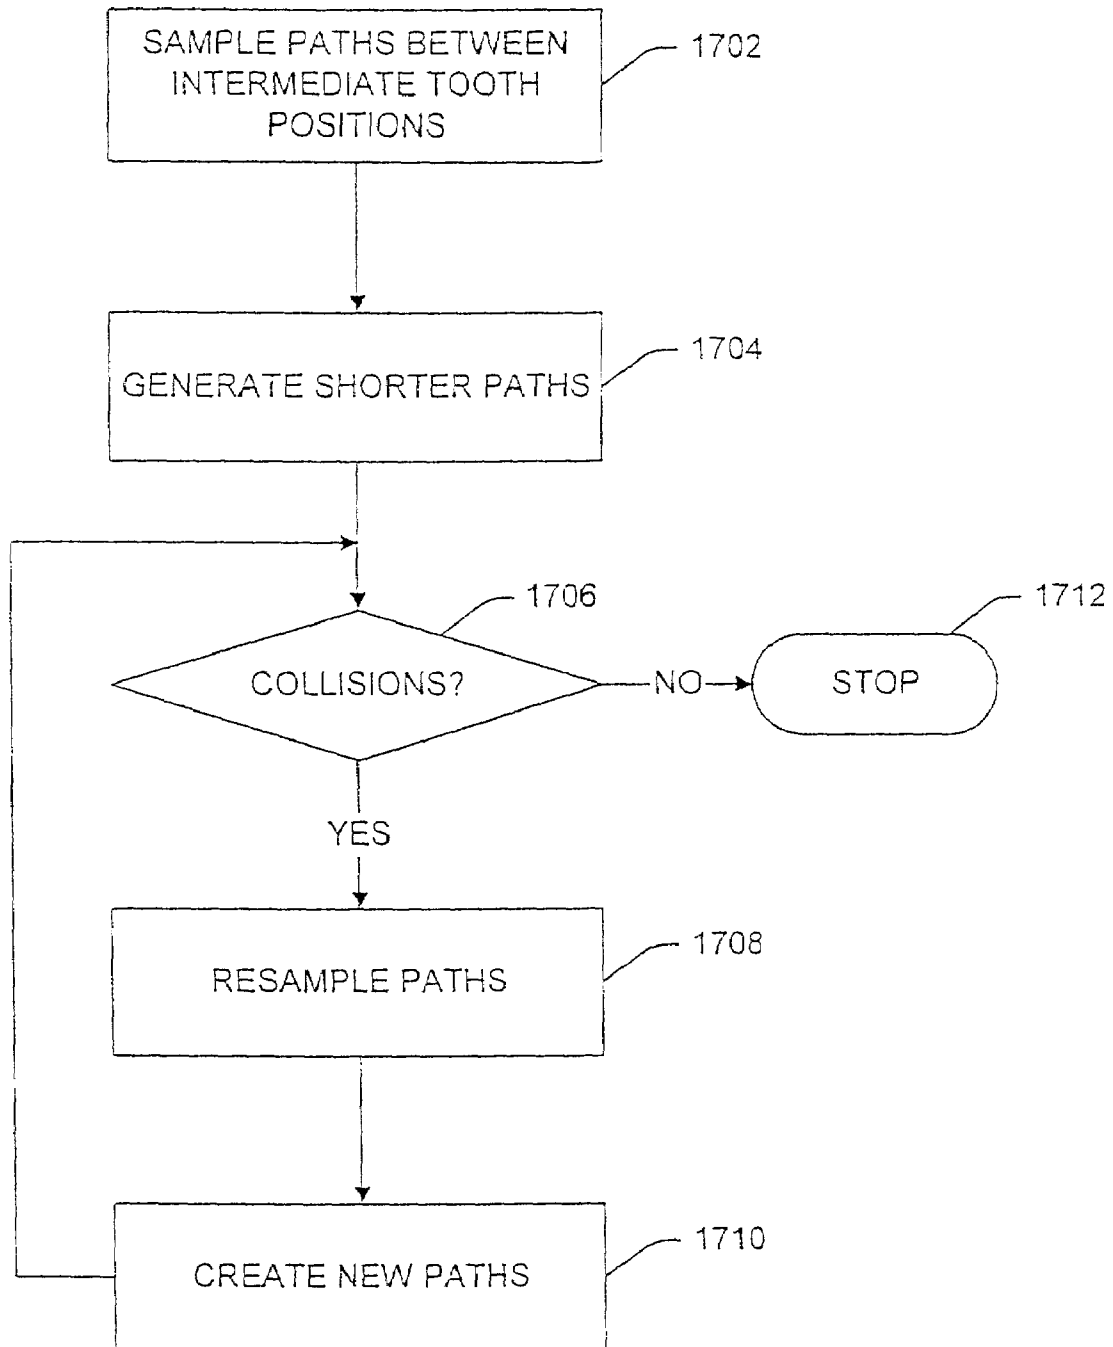 SAMPLE PATHS BETWEEN
INTERMEDIATE TOOTH
POSITIONS
1702
GENERATE SHORTER PATHS
1704
COLLISIONS?
1706
NO
STOP
1712
YES
RESAMPLE PATHS
1708
CREATE NEW PATHS
1710